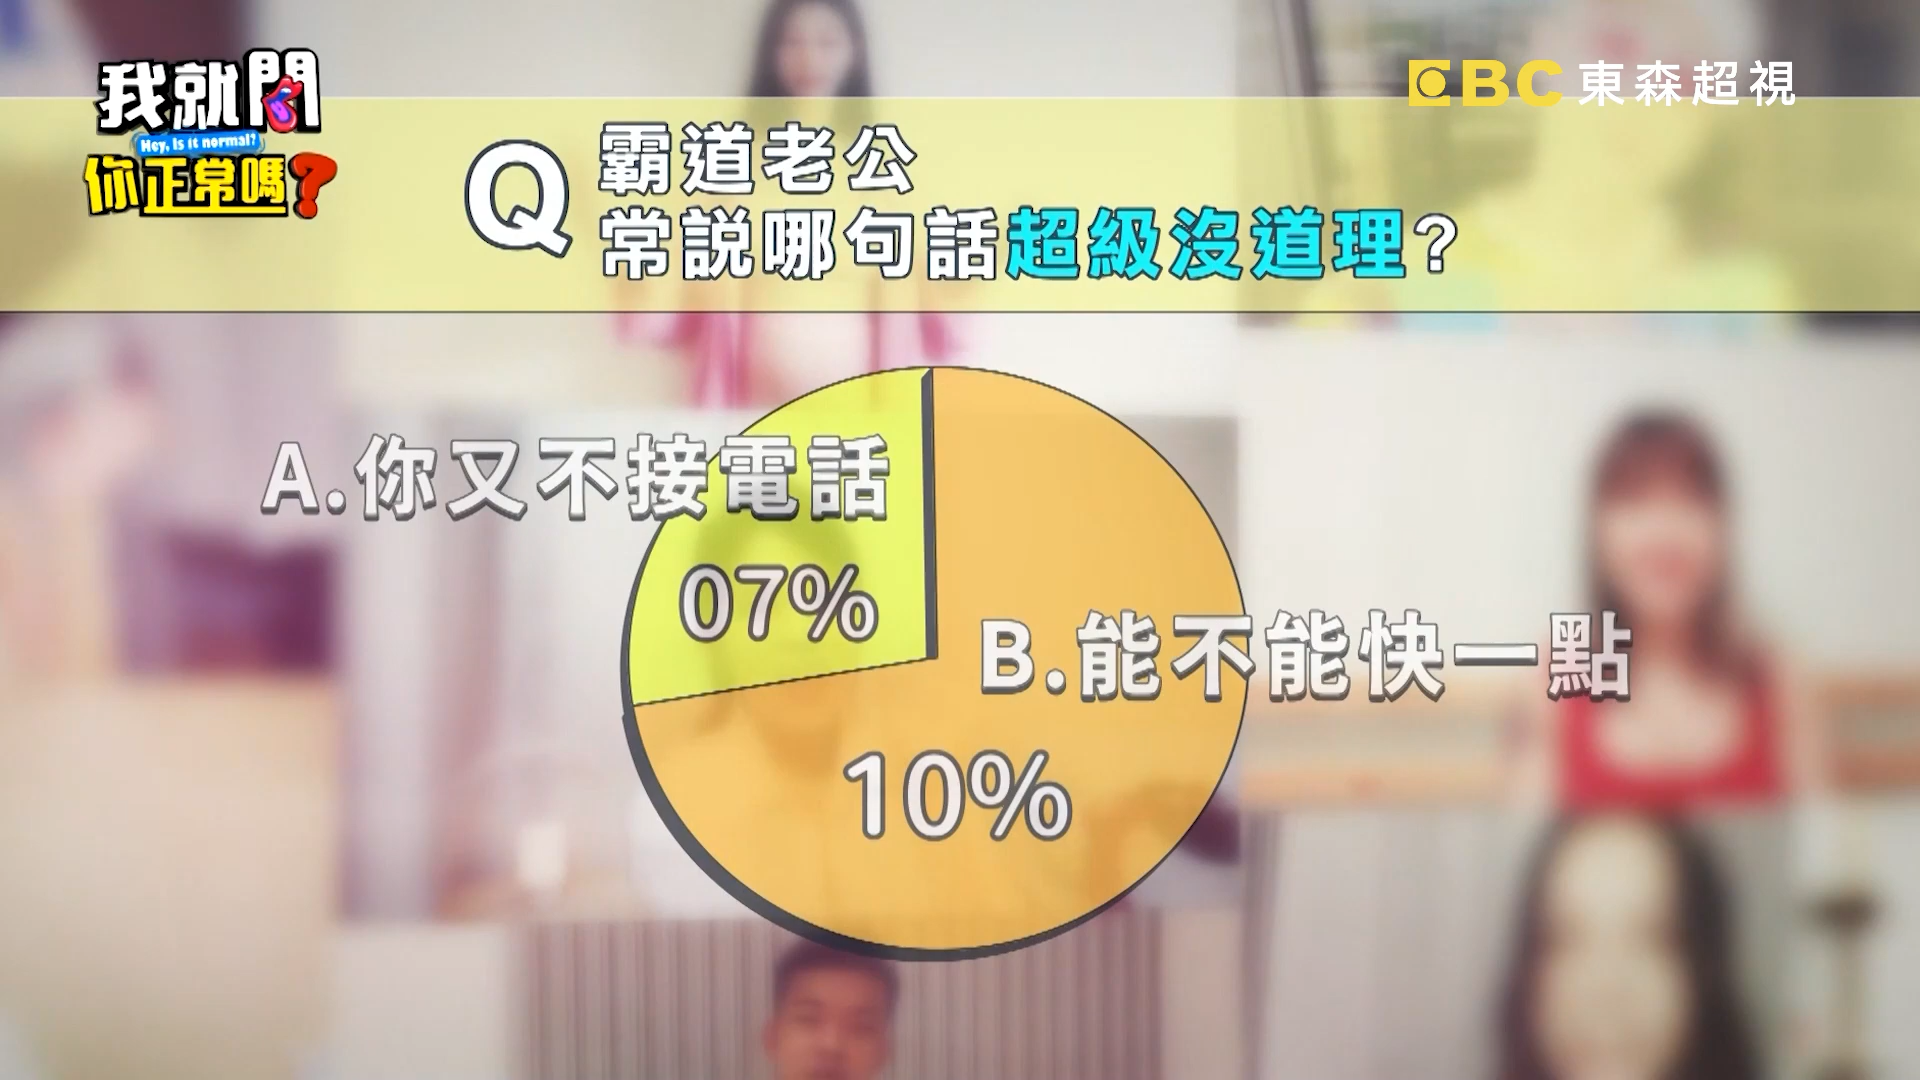 我就問
Hey, Is it normal?
你正常嗎?
EBC 東森超視
Q 霸道老公
常說哪句話超級沒道理?
A.你又不接電話
07%
B.能不能快一點
10%